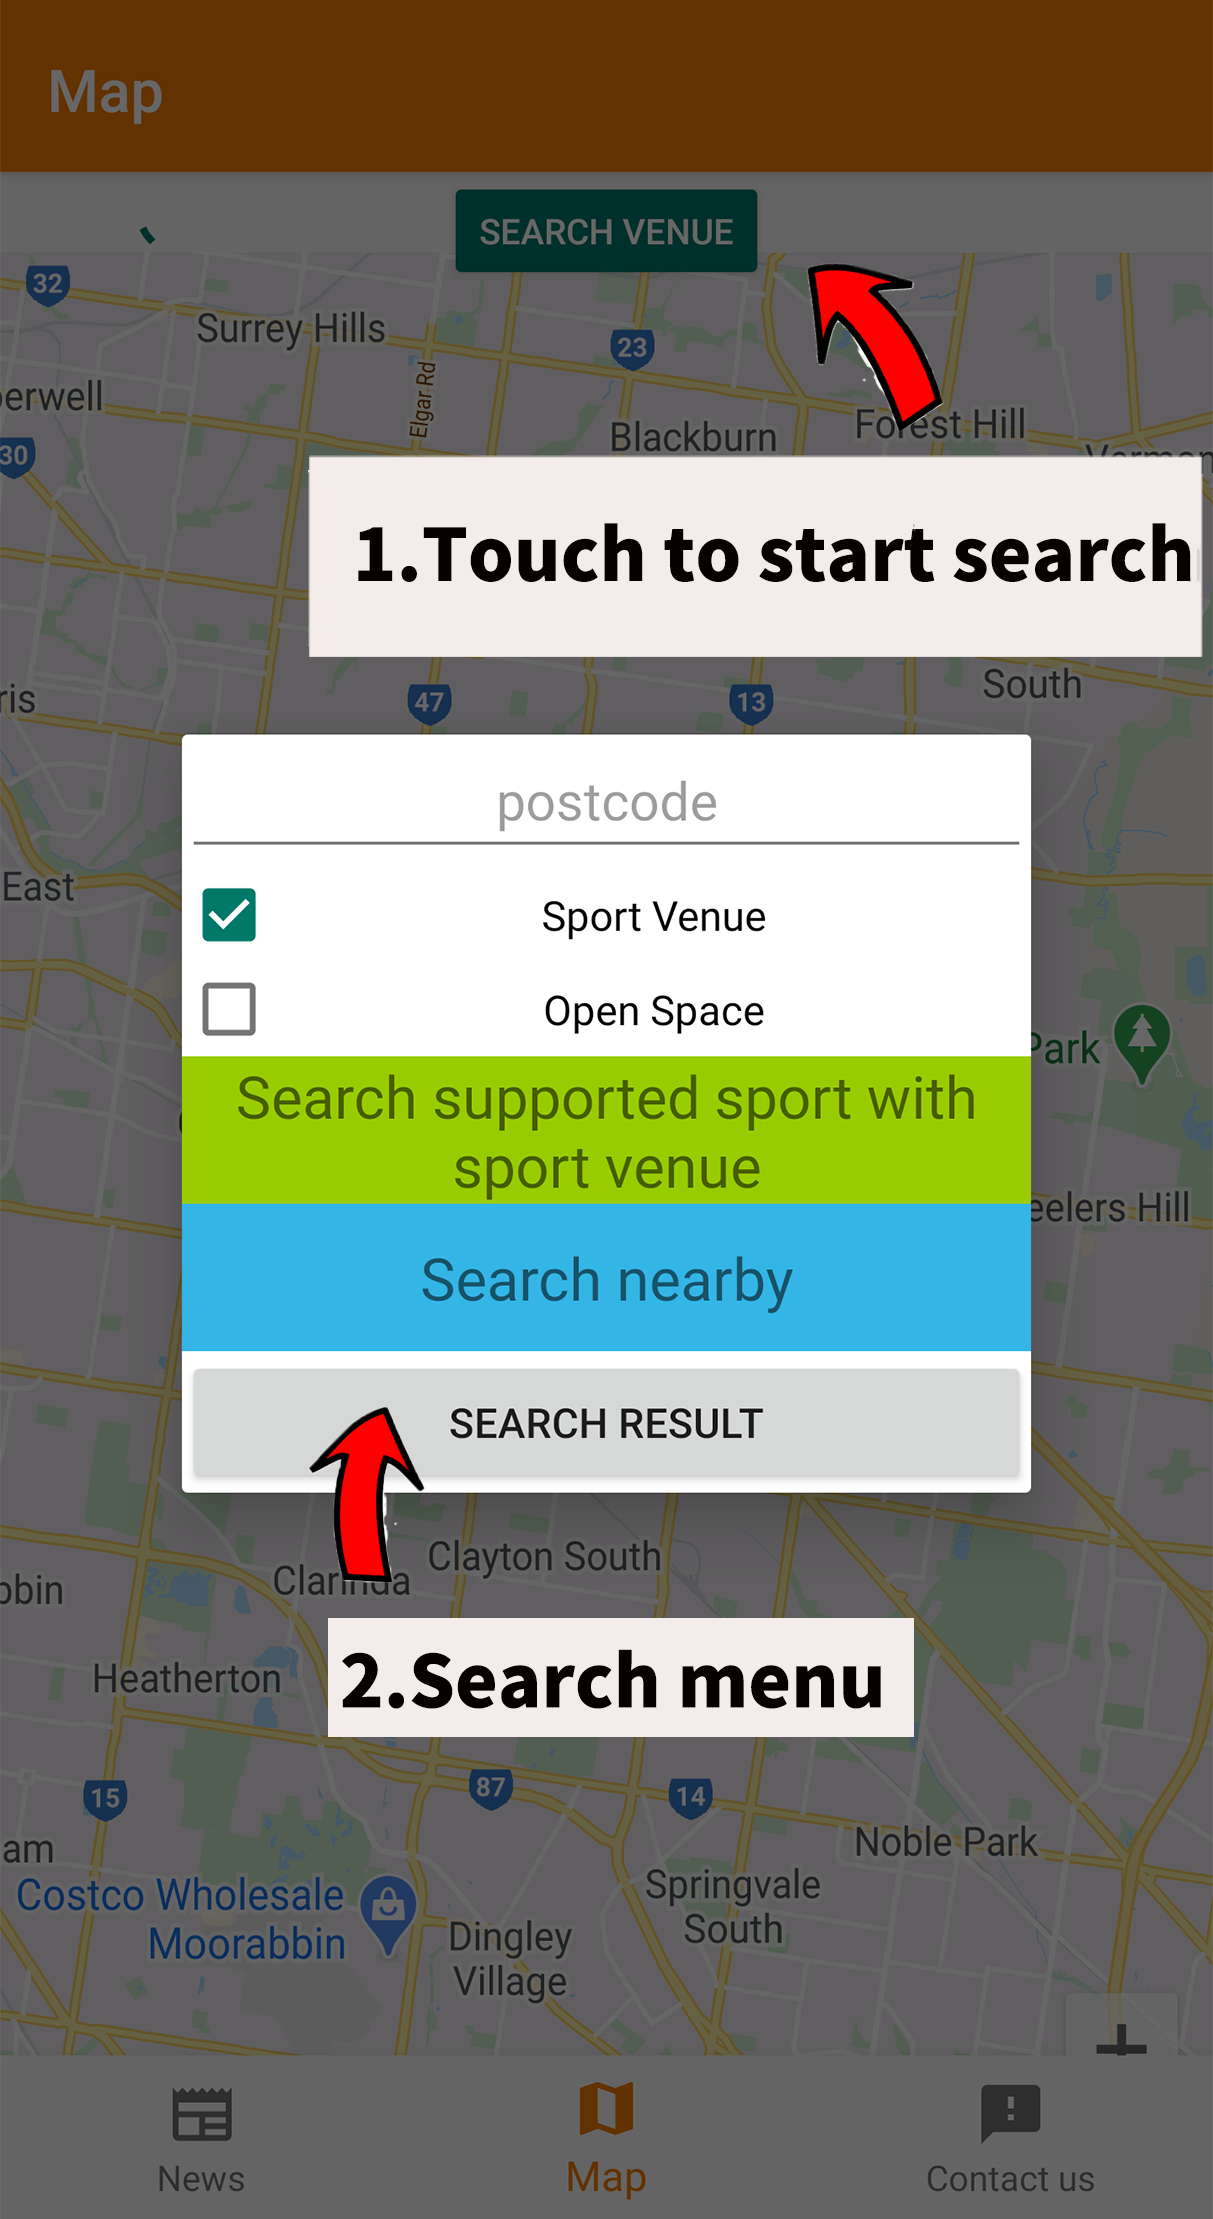 Map
SEARCH VENUE
32
Surrey Hills
23
Elgar Rd
erwell
Blackburn
Forest Hill
30
1.Touch to start search
ris
47
13
South
postcode
East
Sport Venue
Open Space
Park
Search supported sport with
sport venue
eelers Hill
Search nearby
SEARCH RESULT
Clayton South
Clarinda
bbin
2.Search menu
Heatherton
15
87
14
am
Noble Park
Costco Wholesale
Moorabbin
Springvale
South
Dingley
Village
News
Map
Contact us